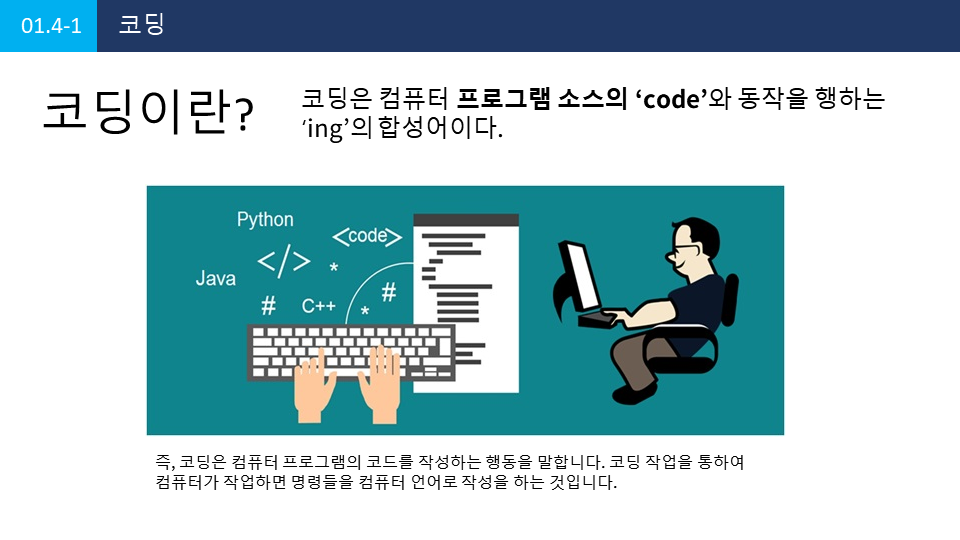 01.4-1 코딩
코딩이란?
코딩은 컴퓨터 프로그램 소스의 ‘code’와 동작을 행하는
‘ing’의 합성어이다.
Python
<code>
</>
*
Java
#
C++
#
*
즉, 코딩은 컴퓨터 프로그램의 코드를 작성하는 행동을 말합니다. 코딩 작업을 통하여
컴퓨터가 작업하면 명령들을 컴퓨터 언어로 작성을 하는 것입니다.